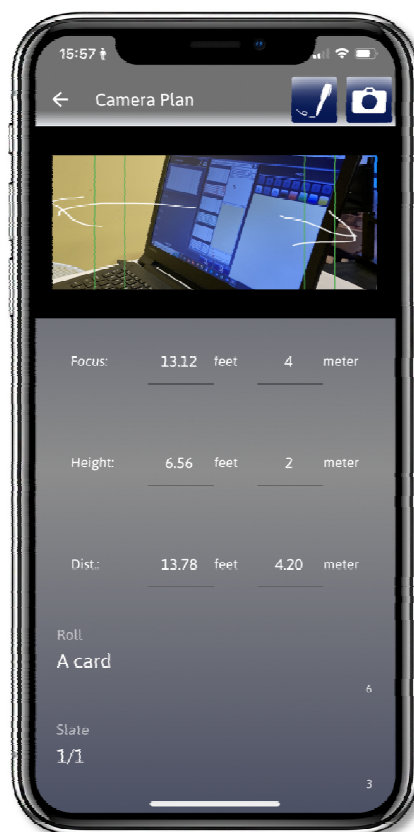 15:57
Camera Plan
Focus: 13.12 feet 4 meter
Height: 6.56 feet 2 meter
Dist.: 13.78 feet 4.20 meter
Roll
A card
6
Slate
1/1
3